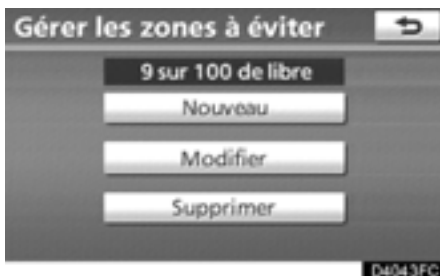 Gérer les zones à éviter
9 sur 100 de libre
Nouveau
Modifier
Supprimer
D4043FC